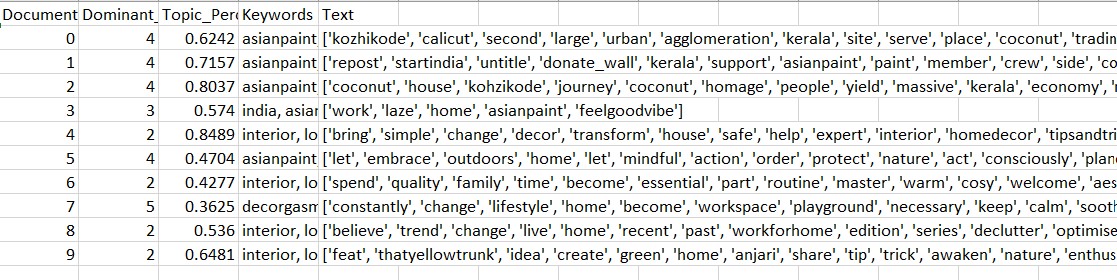 Document Dominant_ Topic_Perc Keywords Text
0 4 0.6242 asianpaint ['kozhikode', 'calicut', 'second', 'large', 'urban', 'agglomeration', 'kerala', 'site', 'serve', 'place', 'coconut', 'tradin
1 4 0.7157 asianpaint ['repost', 'startindia', 'untitle', 'donate_wall', 'kerala', 'support', 'asianpaint', 'paint', 'member', 'crew', 'side', 'co
2 4 0.8037 asianpaint ['coconut', 'house', 'kohzikode', 'journey', 'coconut', 'homage', 'people', 'yield', 'massive', 'kerala', 'economy', 'r
3 3 0.574 india, asian ['work', 'laze', 'home', 'asianpaint', 'feelgoodvibe']
4 2 0.8489 interior, lo ['bring', 'simple', 'change', 'decor', 'transform', 'house', 'safe', 'help', 'expert', 'interior', 'homedecor', 'tipsandtri
5 4 0.4704 asianpaint ['let', 'embrace', 'outdoors', 'home', 'let', 'mindful', 'action', 'order', 'protect', 'nature', 'act', 'consciously', 'plan
6 2 0.4277 interior, lo ['spend', 'quality', 'family', 'time', 'become', 'essential', 'part', 'routine', 'master', 'warm', 'cosy', 'welcome', 'aes
7 5 0.3625 decorgasm ['constantly', 'change', 'lifestyle', 'home', 'become', 'workspace', 'playground', 'necessary', 'keep', 'calm', 'sooth
8 2 0.536 interior, lo ['believe', 'trend', 'change', 'live', 'home', 'recent', 'past', 'workforhome', 'edition', 'series', 'declutter', 'optimise
9 2 0.6481 interior, lo ['feat', 'thatyellowtrunk', 'idea', 'create', 'green', 'home', 'anjari', 'share', 'tip', 'trick', 'awaken', 'nature', 'enthus